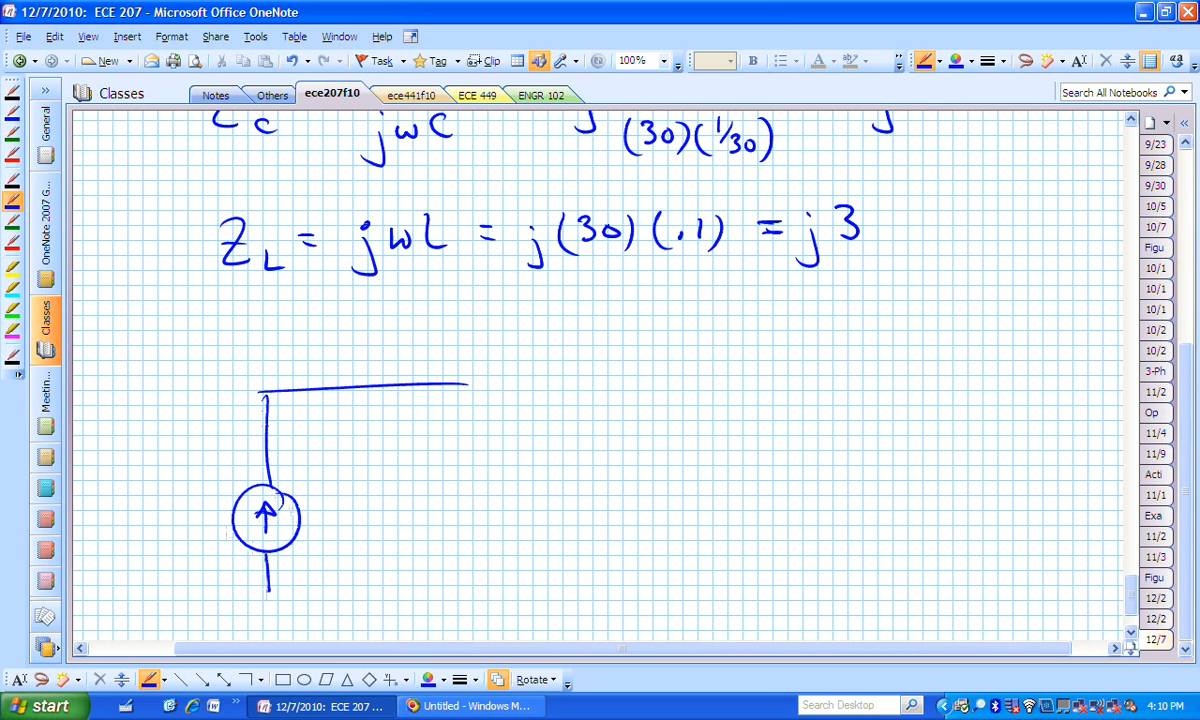 12/7/2010: ECE 207 - Microsoft Office OneNote
File Edit View Insert Format Share Tools Table Window Help
New Task Tag Clip 100% B A ab
Classes Notes Others ece207f10 ece441f10 ECE 449 ENGR 102 Search All Notebooks
General
OneNote 2007 G...
Classes
Meetin...
Z C jwC j (30)(1/30) j
Z L = jwL = j(30)(.1) = j3
9/23
9/28
9/30
10/5
10/7
Figu
10/1
10/1
10/1
10/2
10/2
3-Ph
11/2
Op
11/4
11/9
Acti
11/1
Exa
11/2
11/3
Figu
12/2
12/2
12/7
Rotate
start 12/7/2010: ECE 207 ... Untitled - Windows M... Search Desktop 4:10 PM